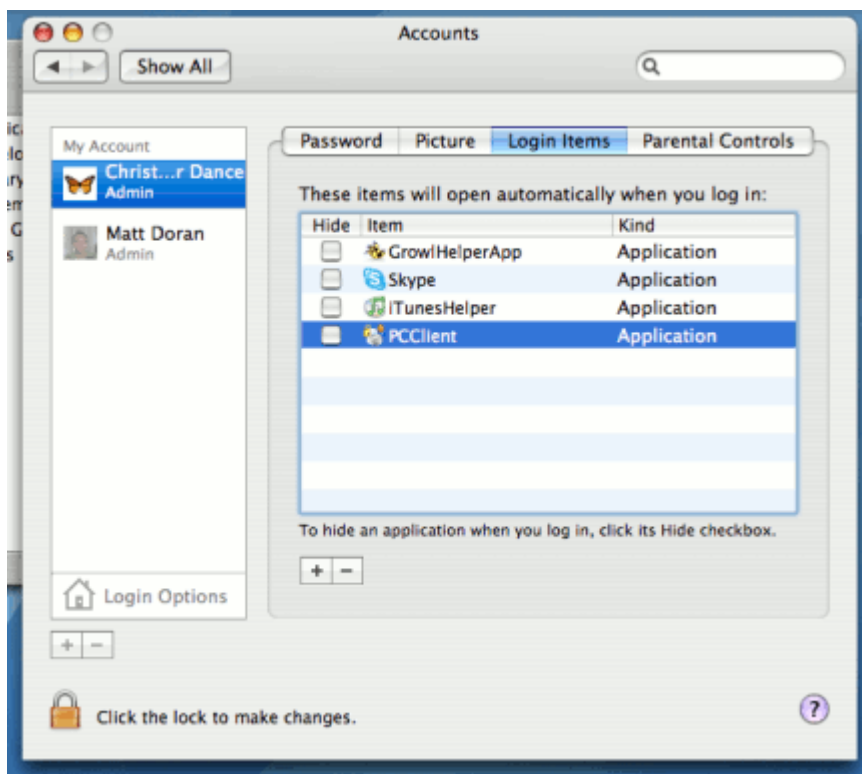 Accounts
Show All
My Account
Christ...r Dance
Admin
Matt Doran
Admin
Login Options
Password Picture Login Items Parental Controls
These items will open automatically when you log in:
Hide Item Kind
GrowlHelperApp Application
Skype Application
iTunesHelper Application
PCClient Application
To hide an application when you log in, click its Hide checkbox.
+ −
+ −
Click the lock to make changes.
?